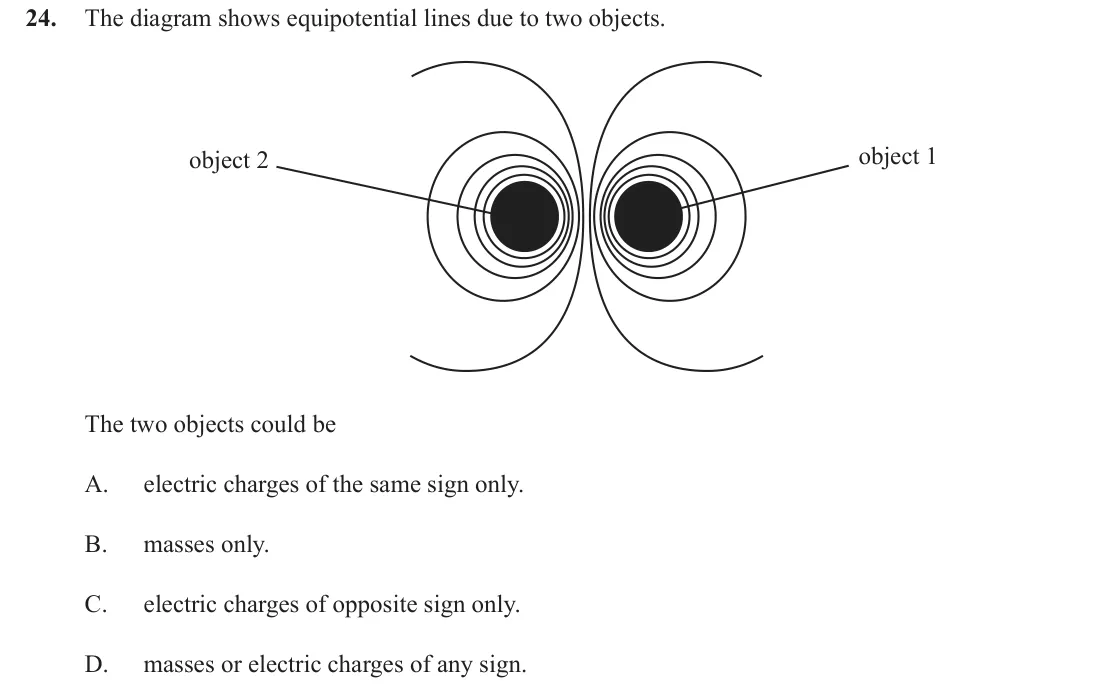 24. The diagram shows equipotential lines due to two objects.
object 2
object 1
The two objects could be
A. electric charges of the same sign only.
B. masses only.
C. electric charges of opposite sign only.
D. masses or electric charges of any sign.